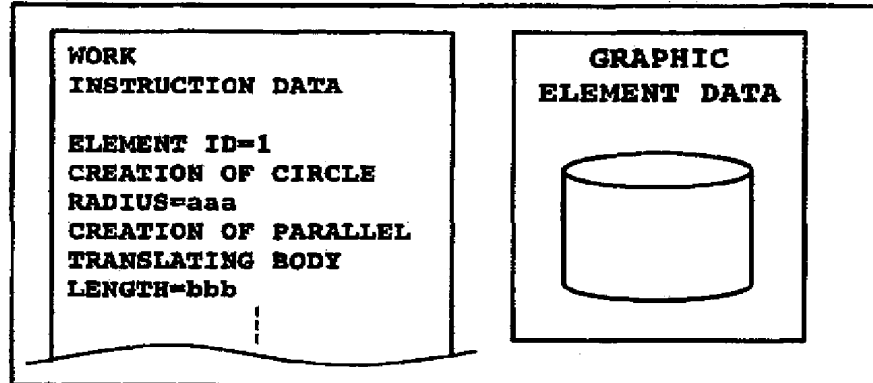 WORK
INSTRUCTION DATA
ELEMENT ID=1
CREATION OF CIRCLE
RADIUS=aaa
CREATION OF PARALLEL
TRANSLATING BODY
LENGTH=bbb
GRAPHIC
ELEMENT DATA